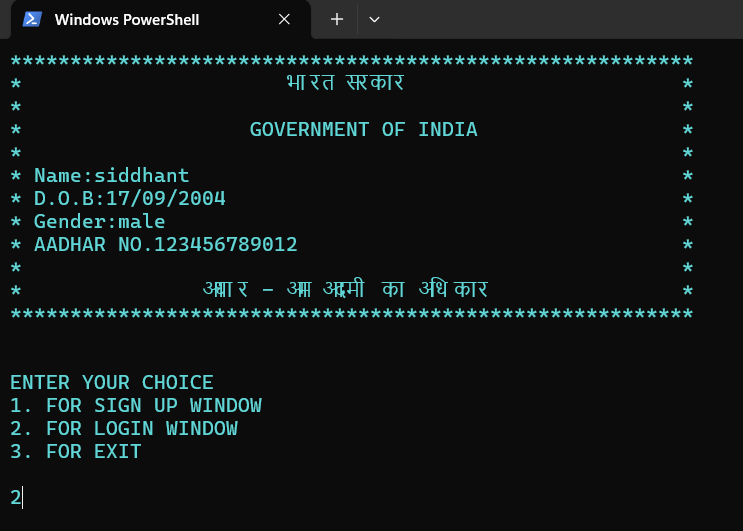 Windows PowerShell
*********************************************************
* भारत सरकार *
* *
* GOVERNMENT OF INDIA *
* *
* Name:siddhant *
* D.O.B:17/09/2004 *
* Gender:male *
* AADHAR NO.123456789012 *
* *
* आधार - आम आदमी का अधिकार *
*********************************************************
ENTER YOUR CHOICE
1. FOR SIGN UP WINDOW
2. FOR LOGIN WINDOW
3. FOR EXIT
2